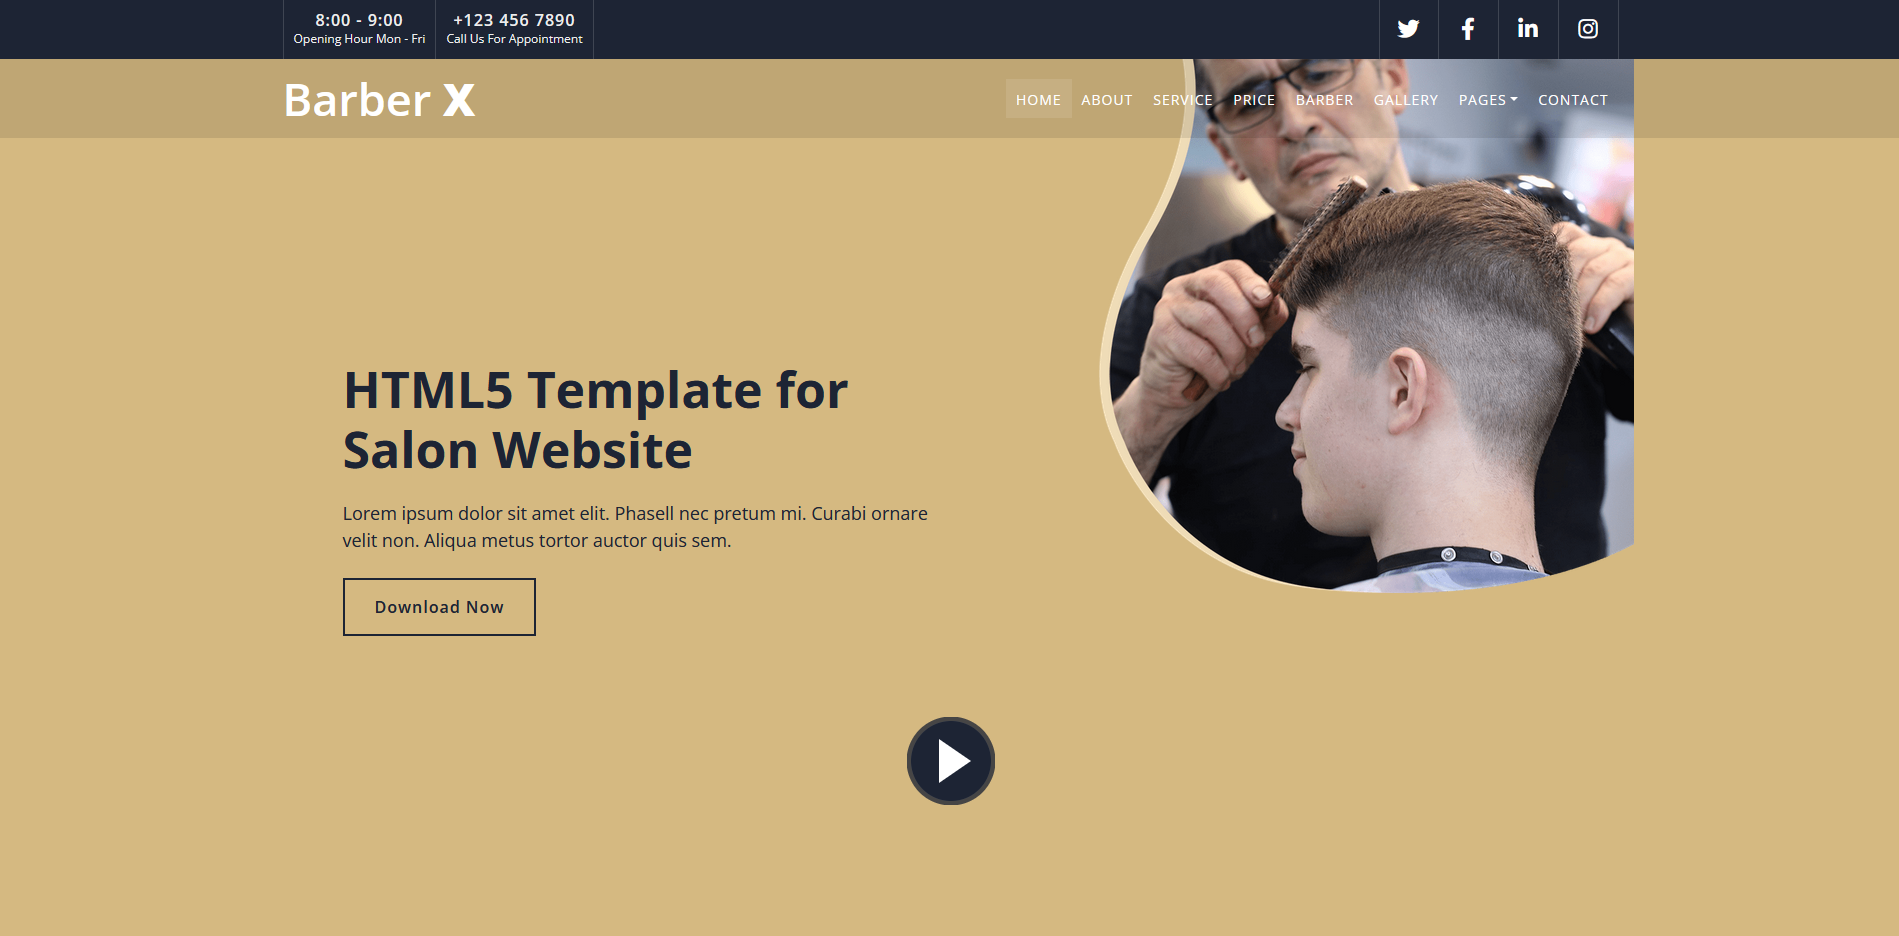 8:00 - 9:00
Opening Hour Mon - Fri
+123 456 7890
Call Us For Appointment
Barber X
HOME ABOUT SERVICE PRICE BARBER GALLERY PAGES CONTACT
HTML5 Template for
Salon Website
Lorem ipsum dolor sit amet elit. Phasell nec pretum mi. Curabi ornare
velit non. Aliqua metus tortor auctor quis sem.
Download Now